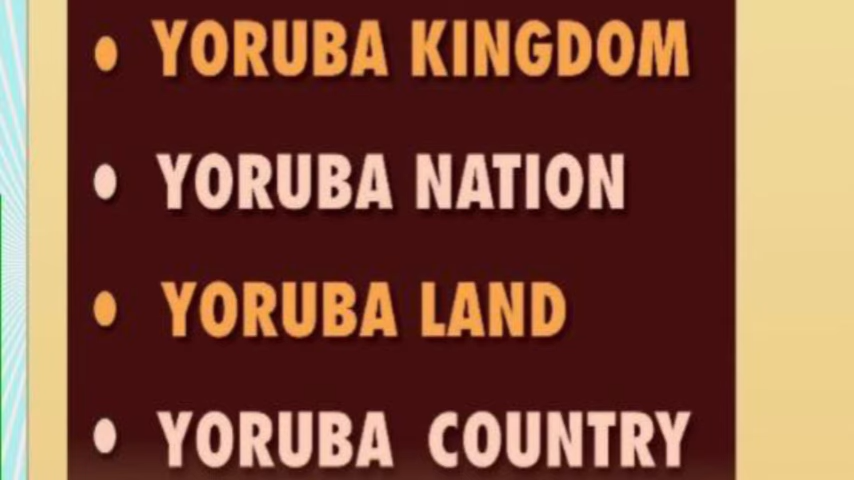 • YORUBA KINGDOM
• YORUBA NATION
• YORUBA LAND
• YORUBA COUNTRY